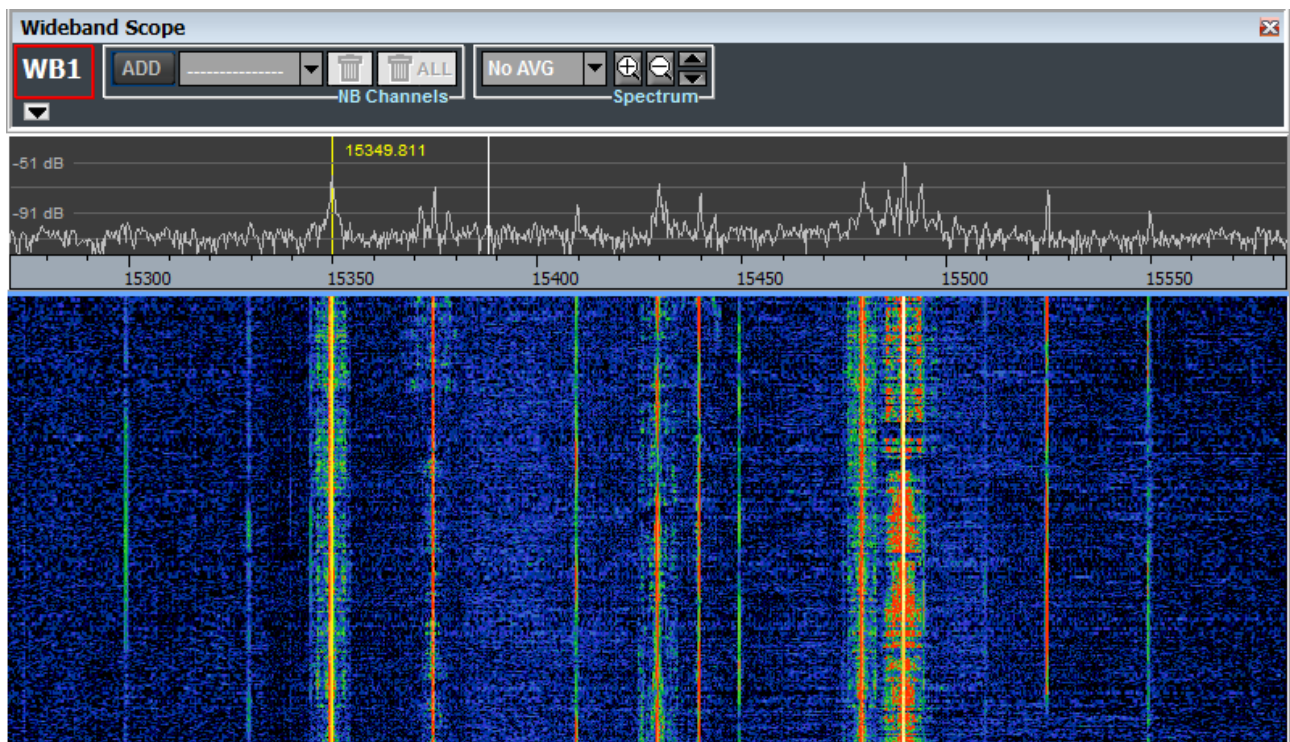 Wideband Scope
WB1
ADD
---------------
ALL
NB Channels
No AVG
Spectrum
15349.811
-51 dB
-91 dB
15300 15350 15400 15450 15500 15550